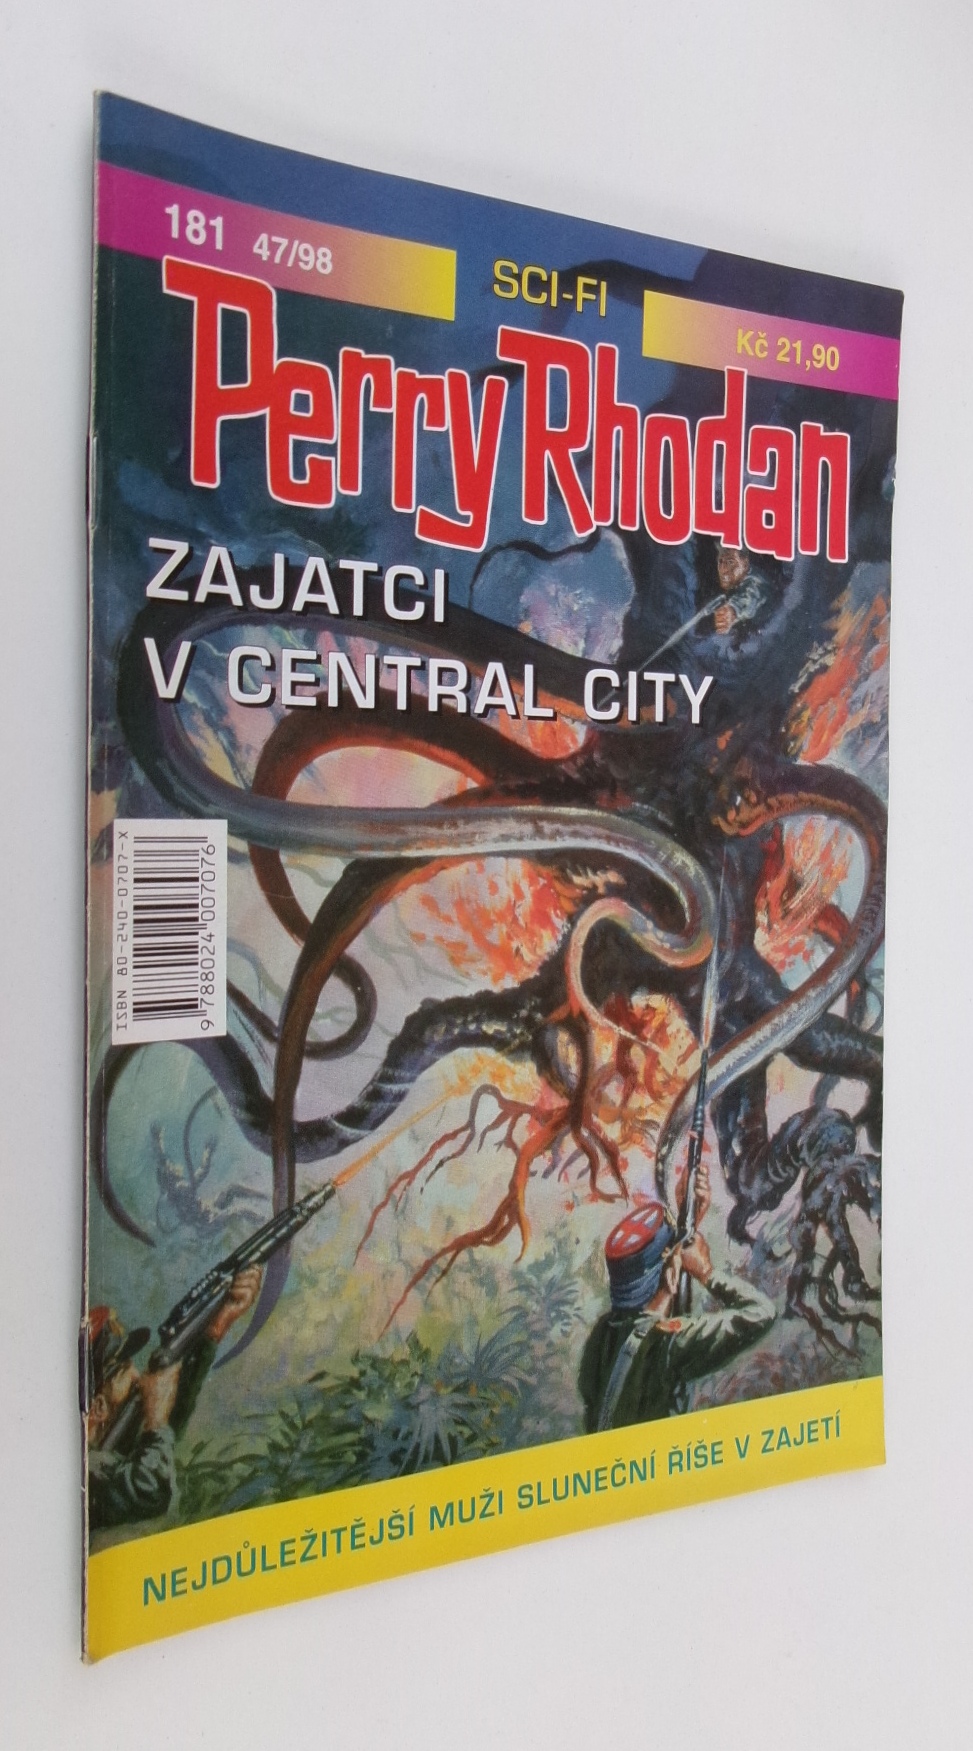 181 47/98
SCI-FI
Kč 21,90
Perry Rhodan
ZAJATCI
V CENTRAL CITY
ISBN 80-240-0707-X
9 788024 007076
NEJDŮLEŽITĚJŠÍ MUŽI SLUNEČNÍ ŘÍŠE V ZAJETÍ